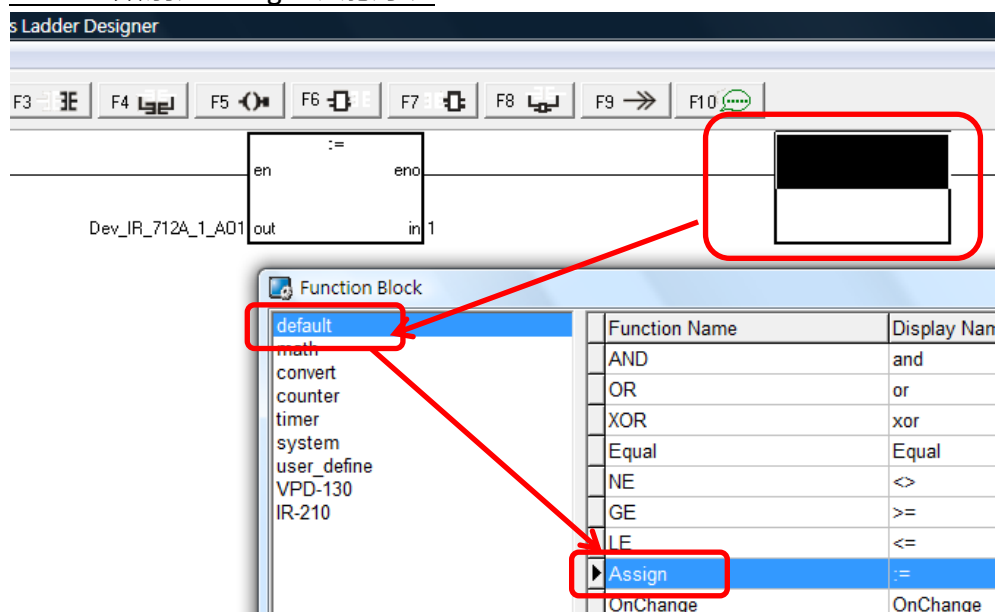 s Ladder Designer
F3 F4 F5 F6 F7 F8 F9 F10
:=
en eno
Dev_IR_712A_1_AO1 out in 1
Function Block
default
math
convert
counter
timer
system
user_define
VPD-130
IR-210
Function Name Display Nam
AND and
OR or
XOR xor
Equal Equal
NE <>
GE >=
LE <=
Assign :=
OnChange OnChange